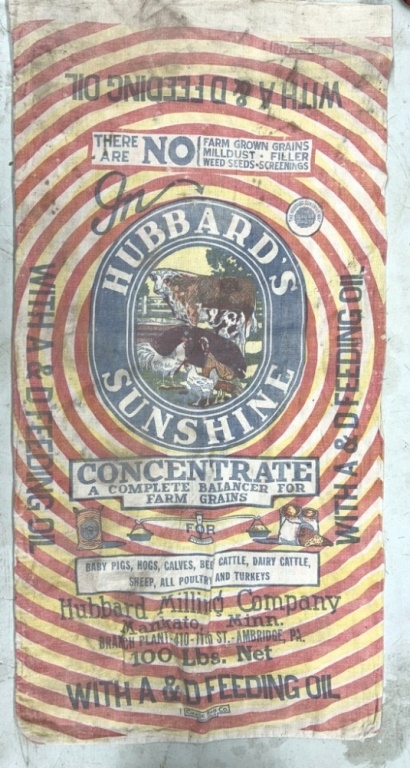 WITH A & D FEEDING OIL
THERE ARE NO FARM GROWN GRAINS
MILLDUST • FILLER
WEED SEEDS • SCREENINGS
In
HUBBARD'S
SUNSHINE
WITH A & D FEEDING OIL
WITH A & D FEEDING OIL
CONCENTRATE
A COMPLETE BALANCER FOR
FARM GRAINS
FOR
BABY PIGS, HOGS, CALVES, BEEF CATTLE, DAIRY CATTLE,
SHEEP, ALL POULTRY AND TURKEYS
Hubbard Milling Company
Mankato, Minn.
BRANCH PLANT-410-11th ST.-AMBRIDGE, PA.
100 Lbs. Net
WITH A & D FEEDING OIL